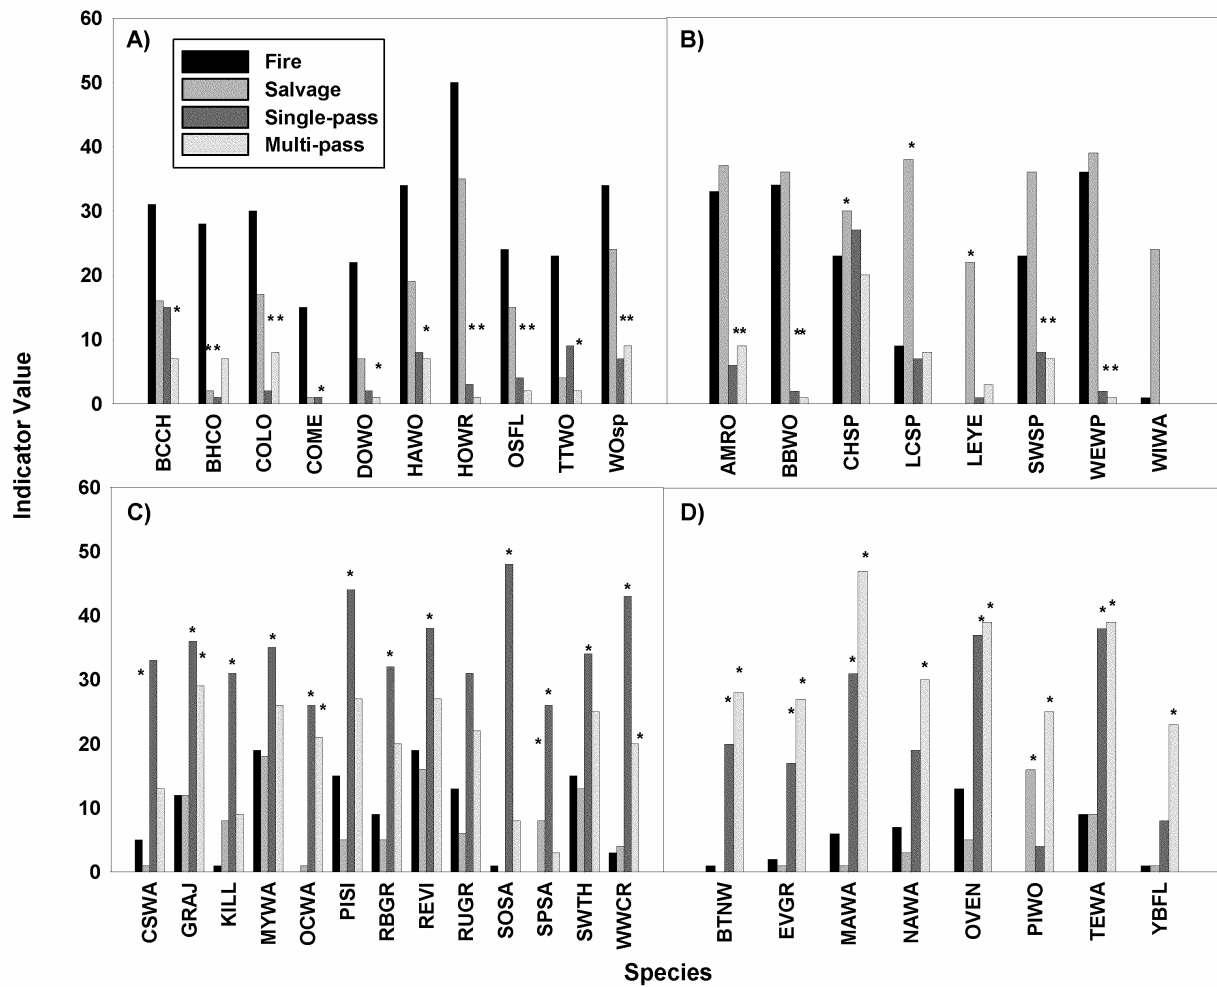 Indicator Value
60
50
40
30
20
10
0
A)
Fire
Salvage
Single-pass
Multi-pass
* ** ** * * * ** ** * **
BCCH BHCO COLO COME DOWO HAWO HOWR OSFL TTWO WOsp
B)
** ** * * * ** **
AMRO BBWO CHSP LCSP LEYE SWSP WEWP WIWA
60
50
40
30
20
10
0
C)
* * * * * * * * * * * * * * * * *
CSWA GRAJ KILL MYWA OCWA PISI RBGR REVI RUGR SOSA SPSA SWTH WWCR
D)
* * * * * * * * * * * * * *
BTNW EVGR MAWA NAWA OVEN PIWO TEWA YBFL
Species